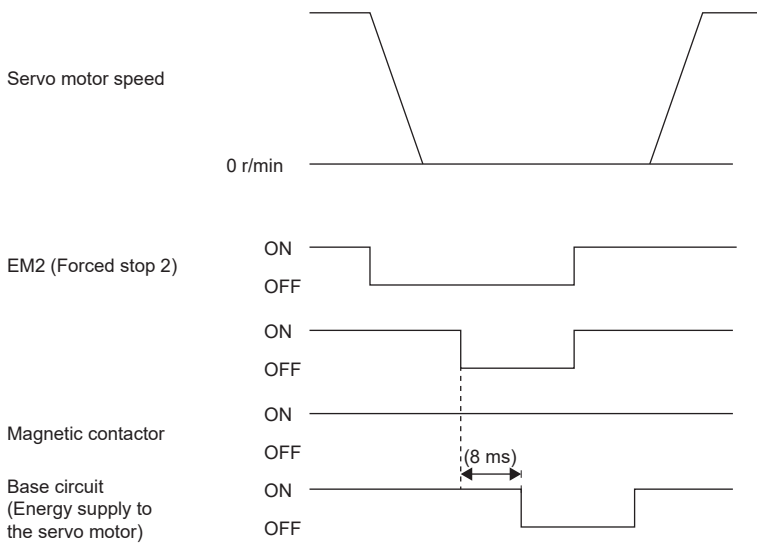 Servo motor speed
0 r/min
EM2 (Forced stop 2)
ON
OFF
ON
OFF
Magnetic contactor
ON
OFF
(8 ms)
Base circuit
(Energy supply to
the servo motor)
ON
OFF